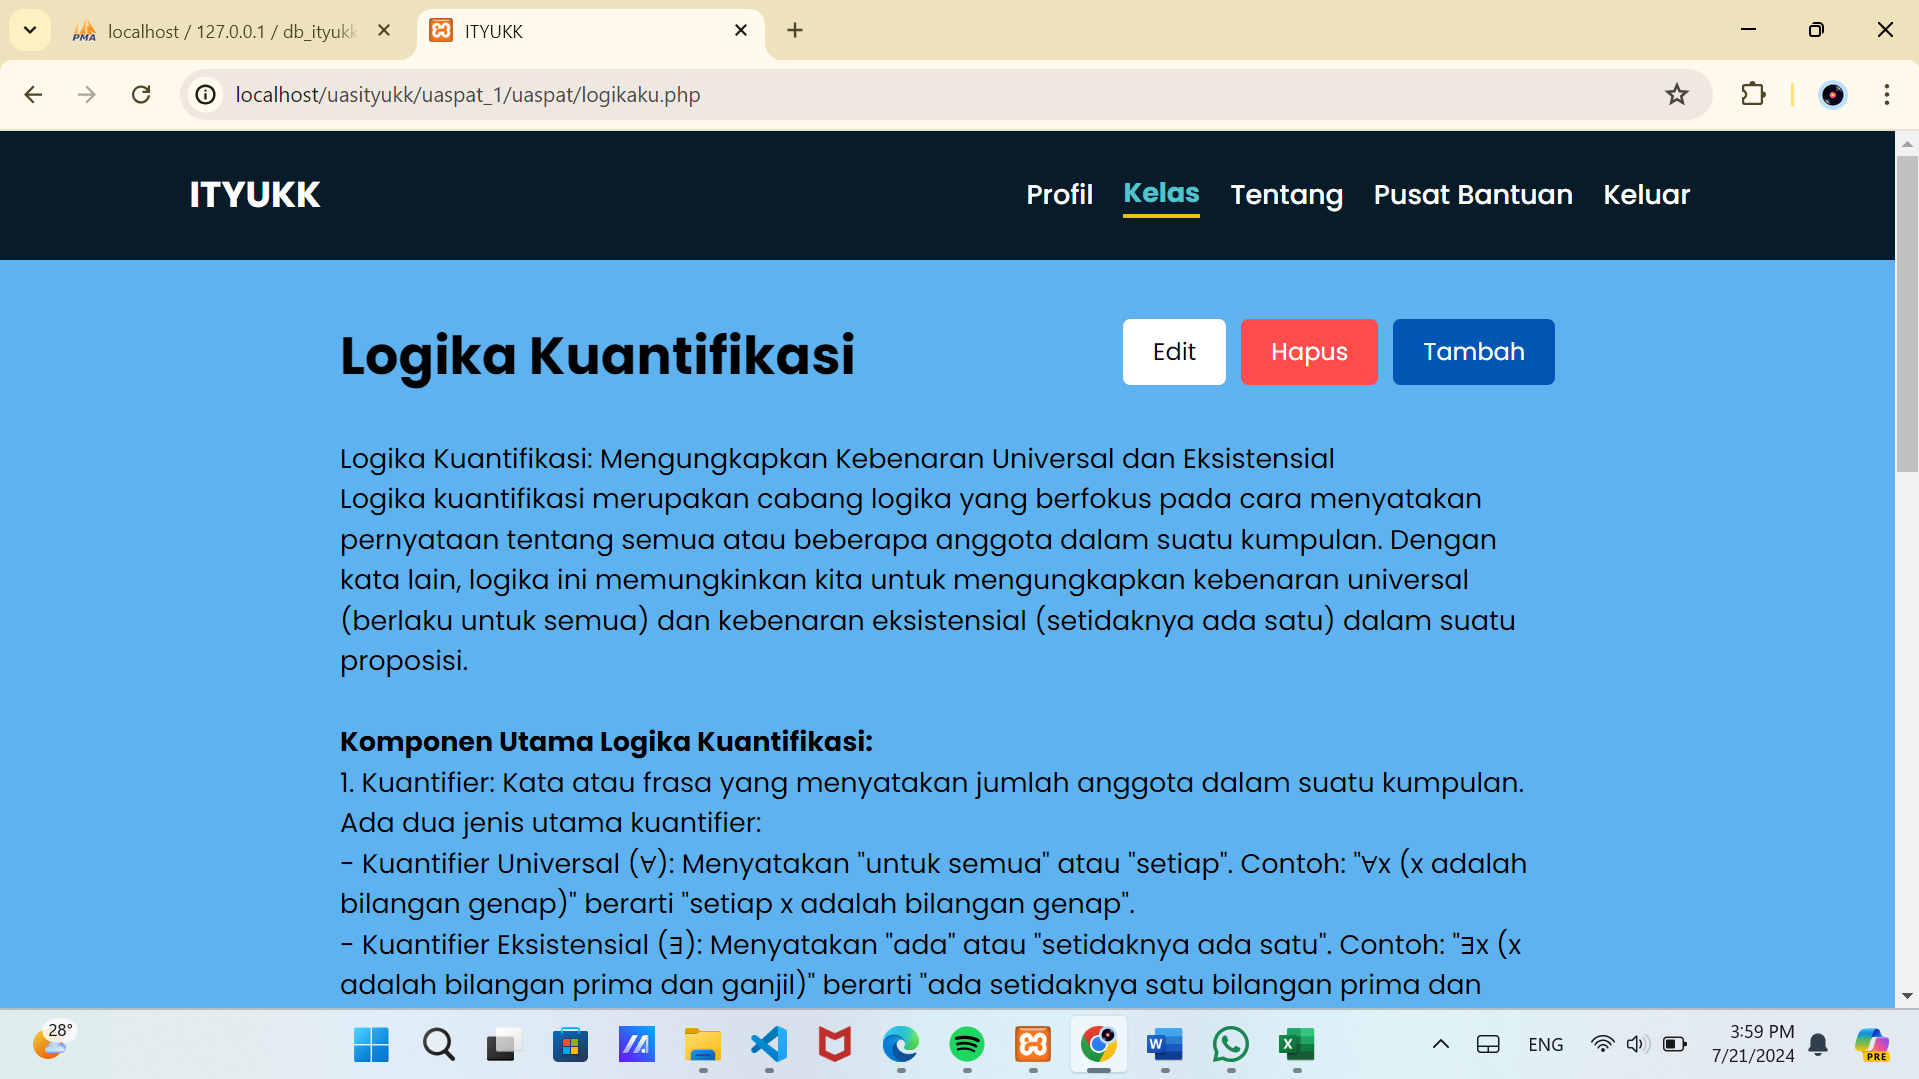 localhost / 127.0.0.1 / db_ityukk
ITYUKK
localhost/uasityukk/uaspat_1/uaspat/logikaku.php
ITYUKK
Profil
Kelas
Tentang
Pusat Bantuan
Keluar
Logika Kuantifikasi
Edit
Hapus
Tambah
Logika Kuantifikasi: Mengungkapkan Kebenaran Universal dan Eksistensial
Logika kuantifikasi merupakan cabang logika yang berfokus pada cara menyatakan
pernyataan tentang semua atau beberapa anggota dalam suatu kumpulan. Dengan
kata lain, logika ini memungkinkan kita untuk mengungkapkan kebenaran universal
(berlaku untuk semua) dan kebenaran eksistensial (setidaknya ada satu) dalam suatu
proposisi.
Komponen Utama Logika Kuantifikasi:
1. Kuantifier: Kata atau frasa yang menyatakan jumlah anggota dalam suatu kumpulan.
Ada dua jenis utama kuantifier:
- Kuantifier Universal (∀): Menyatakan "untuk semua" atau "setiap". Contoh: "∀x (x adalah
bilangan genap)" berarti "setiap x adalah bilangan genap".
- Kuantifier Eksistensial (∃): Menyatakan "ada" atau "setidaknya ada satu". Contoh: "∃x (x
adalah bilangan prima dan ganjil)" berarti "ada setidaknya satu bilangan prima dan
28°
ENG
3:59 PM
7/21/2024
PRE